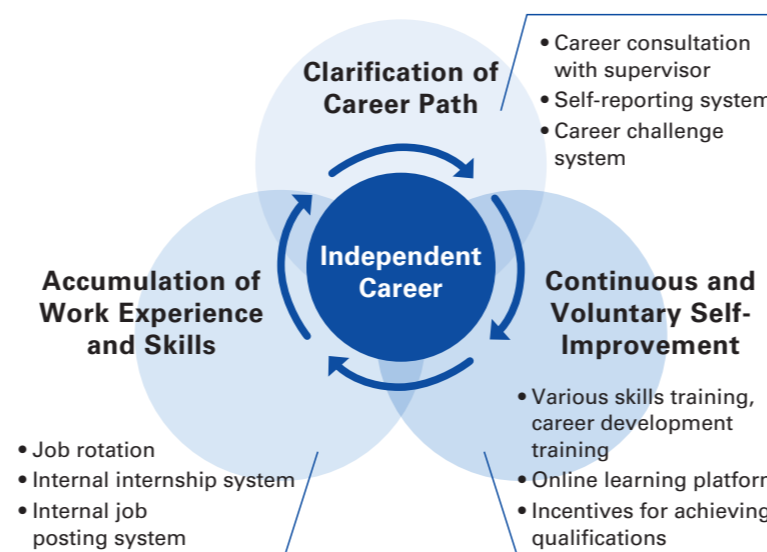 Clarification of
Career Path
• Career consultation
with supervisor
• Self-reporting system
• Career challenge
system
Independent
Career
Accumulation of
Work Experience
and Skills
• Job rotation
• Internal internship system
• Internal job
posting system
Continuous and
Voluntary Self-
Improvement
• Various skills training,
career development
training
• Online learning platform
• Incentives for achieving
qualifications